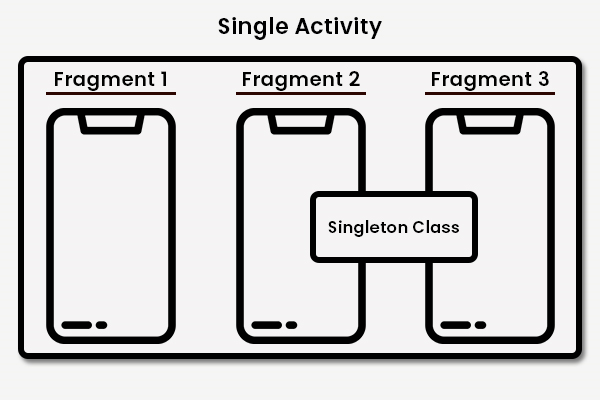 Single Activity
Fragment 1
Fragment 2
Fragment 3
Singleton Class